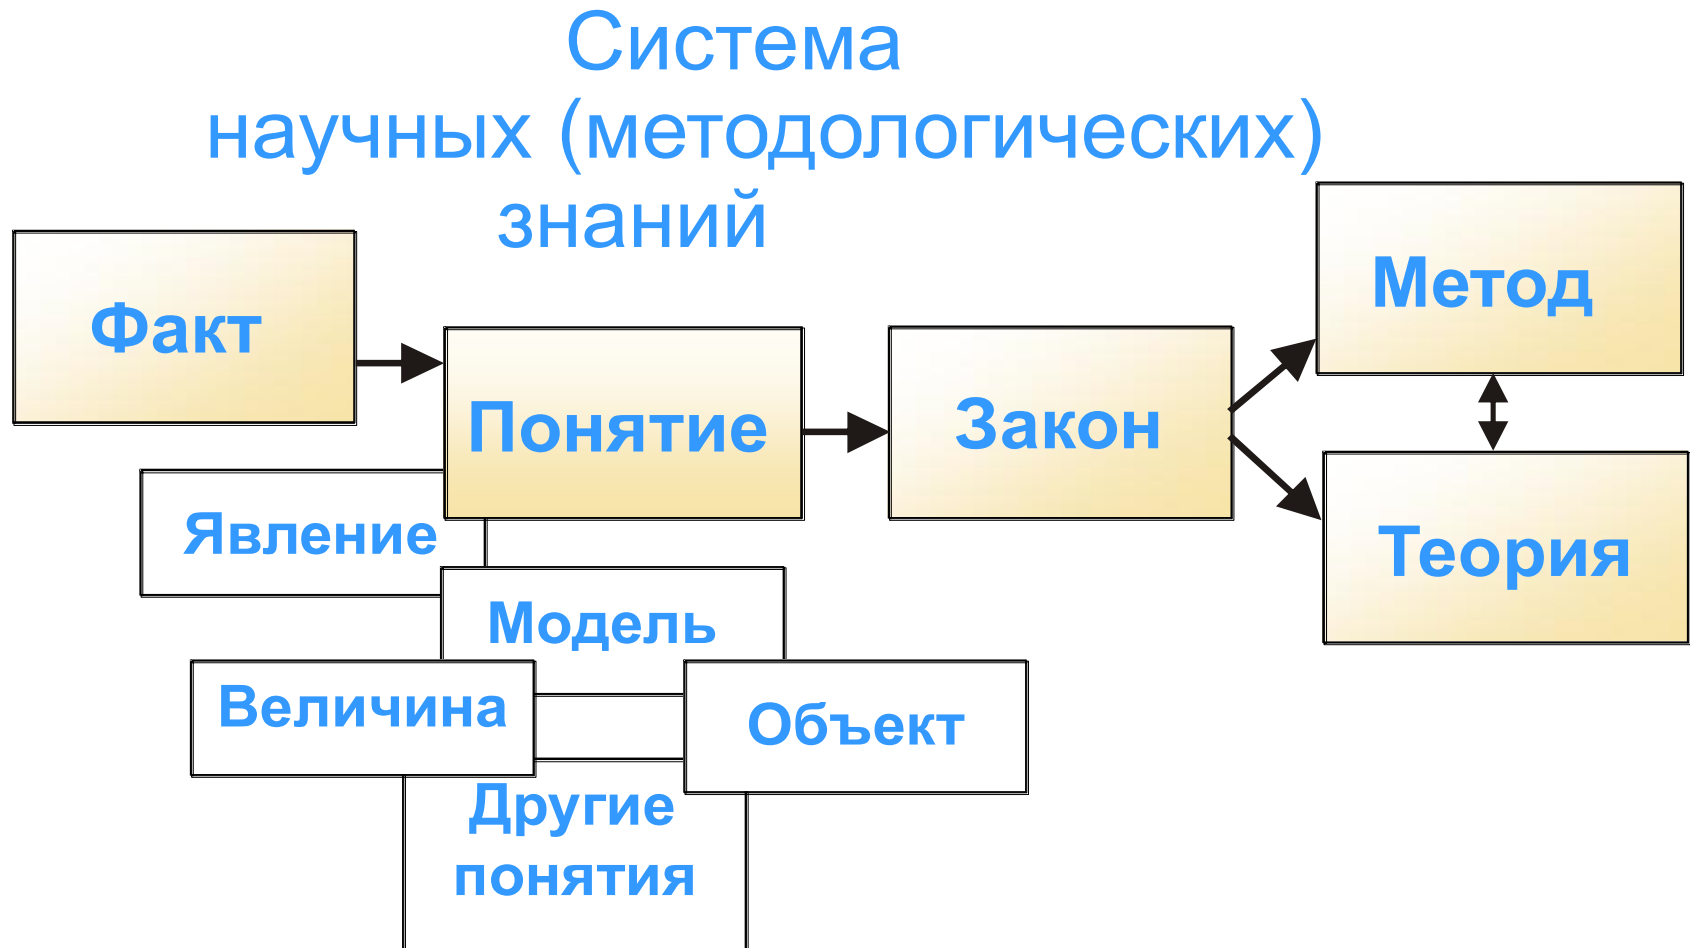 Система
научных (методологических)
знаний
Факт
Понятие
Закон
Метод
Теория
Явление
Модель
Величина
Объект
Другие
понятия